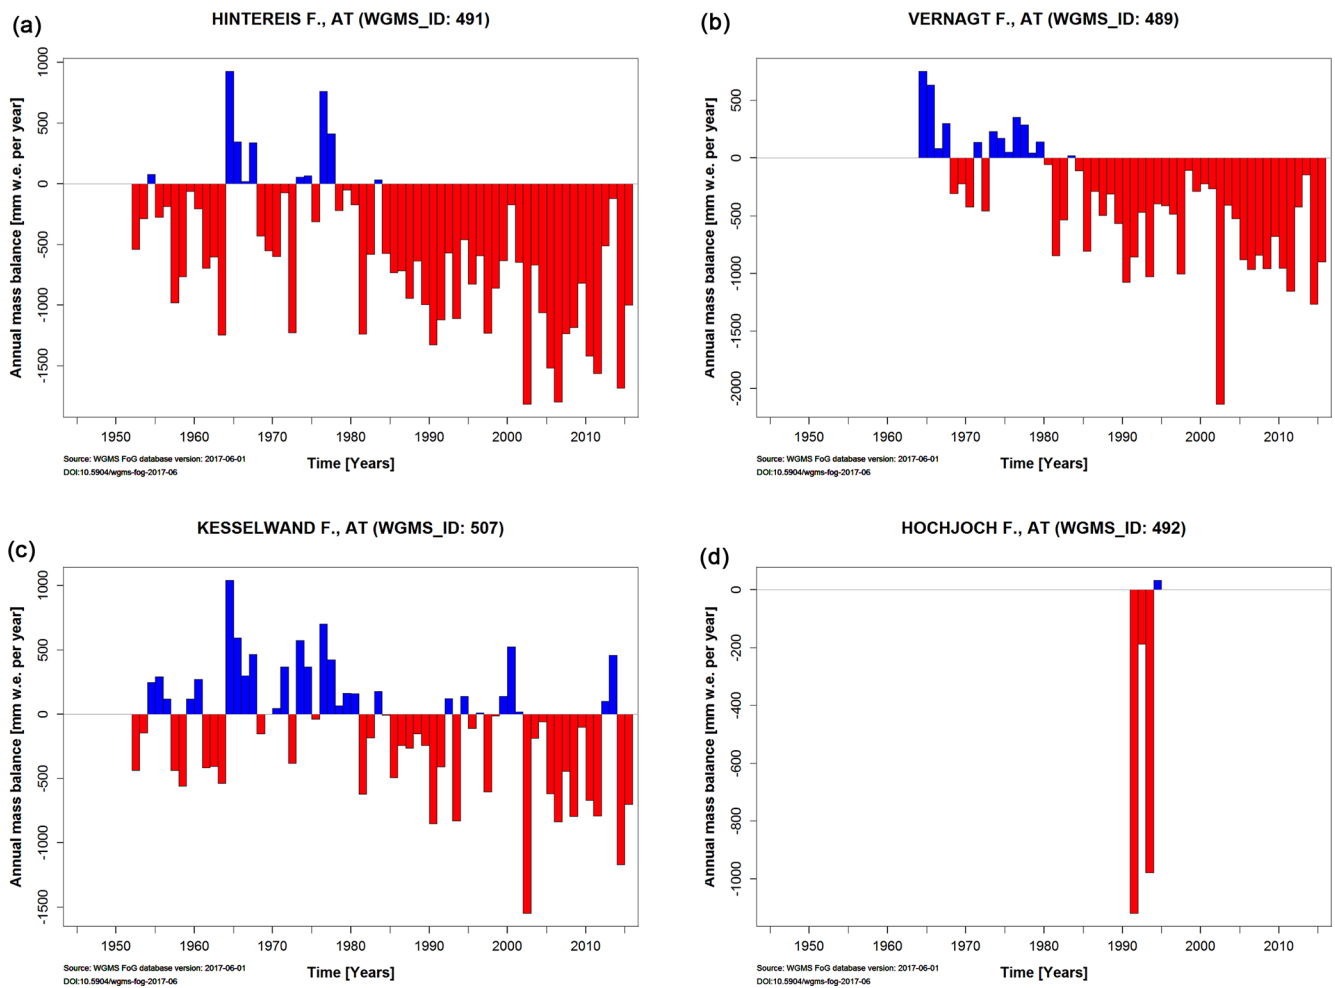 (a)
HINTEREIS F., AT (WGMS_ID: 491)
Annual mass balance [mm w.e. per year]
1000
500
0
-500
-1000
-1500
1950 1960 1970 1980 1990 2000 2010
Time [Years]
Source: WGMS FoG database version: 2017-06-01
DOI:10.5904/wgms-fog-2017-06
(b)
VERNAGT F., AT (WGMS_ID: 489)
Annual mass balance [mm w.e. per year]
500
0
-500
-1000
-1500
-2000
1950 1960 1970 1980 1990 2000 2010
Time [Years]
Source: WGMS FoG database version: 2017-06-01
DOI:10.5904/wgms-fog-2017-06
(c)
KESSELWAND F., AT (WGMS_ID: 507)
Annual mass balance [mm w.e. per year]
1000
500
0
-500
-1000
-1500
1950 1960 1970 1980 1990 2000 2010
Time [Years]
Source: WGMS FoG database version: 2017-06-01
DOI:10.5904/wgms-fog-2017-06
(d)
HOCHJOCH F., AT (WGMS_ID: 492)
Annual mass balance [mm w.e. per year]
0
-200
-400
-600
-800
-1000
1950 1960 1970 1980 1990 2000 2010
Time [Years]
Source: WGMS FoG database version: 2017-06-01
DOI:10.5904/wgms-fog-2017-06